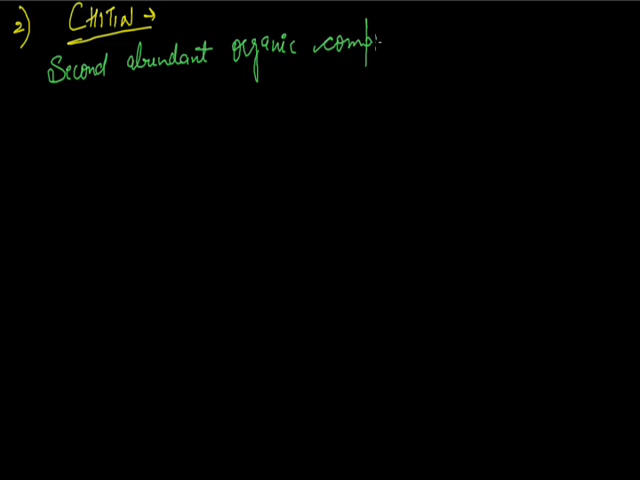 2) CHITIN →
Second abundant organic comp